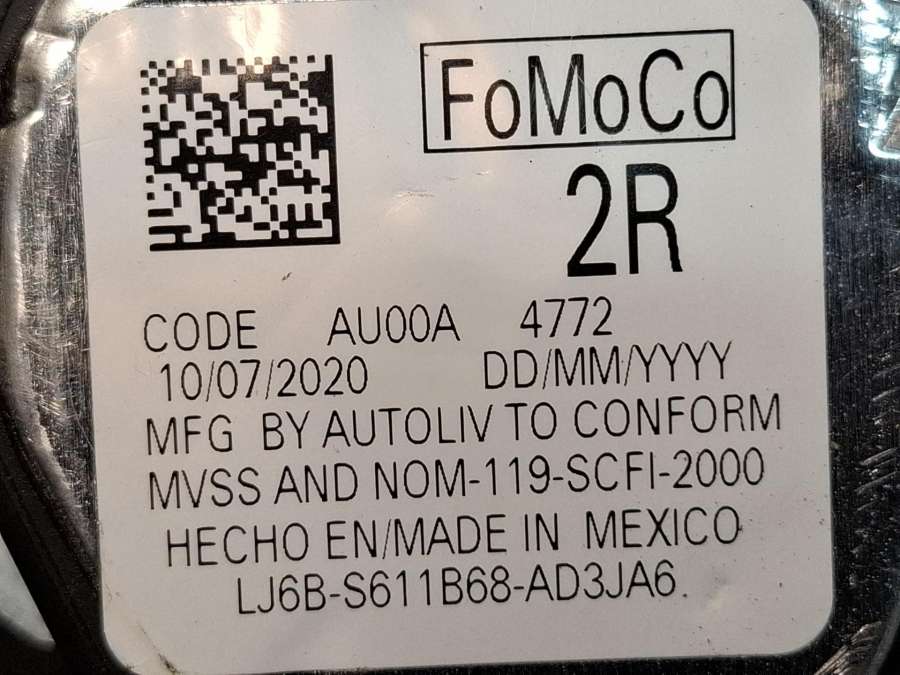 FoMoCo
2R
CODE AU00A 4772
10/07/2020 DD/MM/YYYY
MFG BY AUTOLIV TO CONFORM
MVSS AND NOM-119-SCFI-2000
HECHO EN/MADE IN MEXICO
LJ6B-S611B68-AD3JA6.